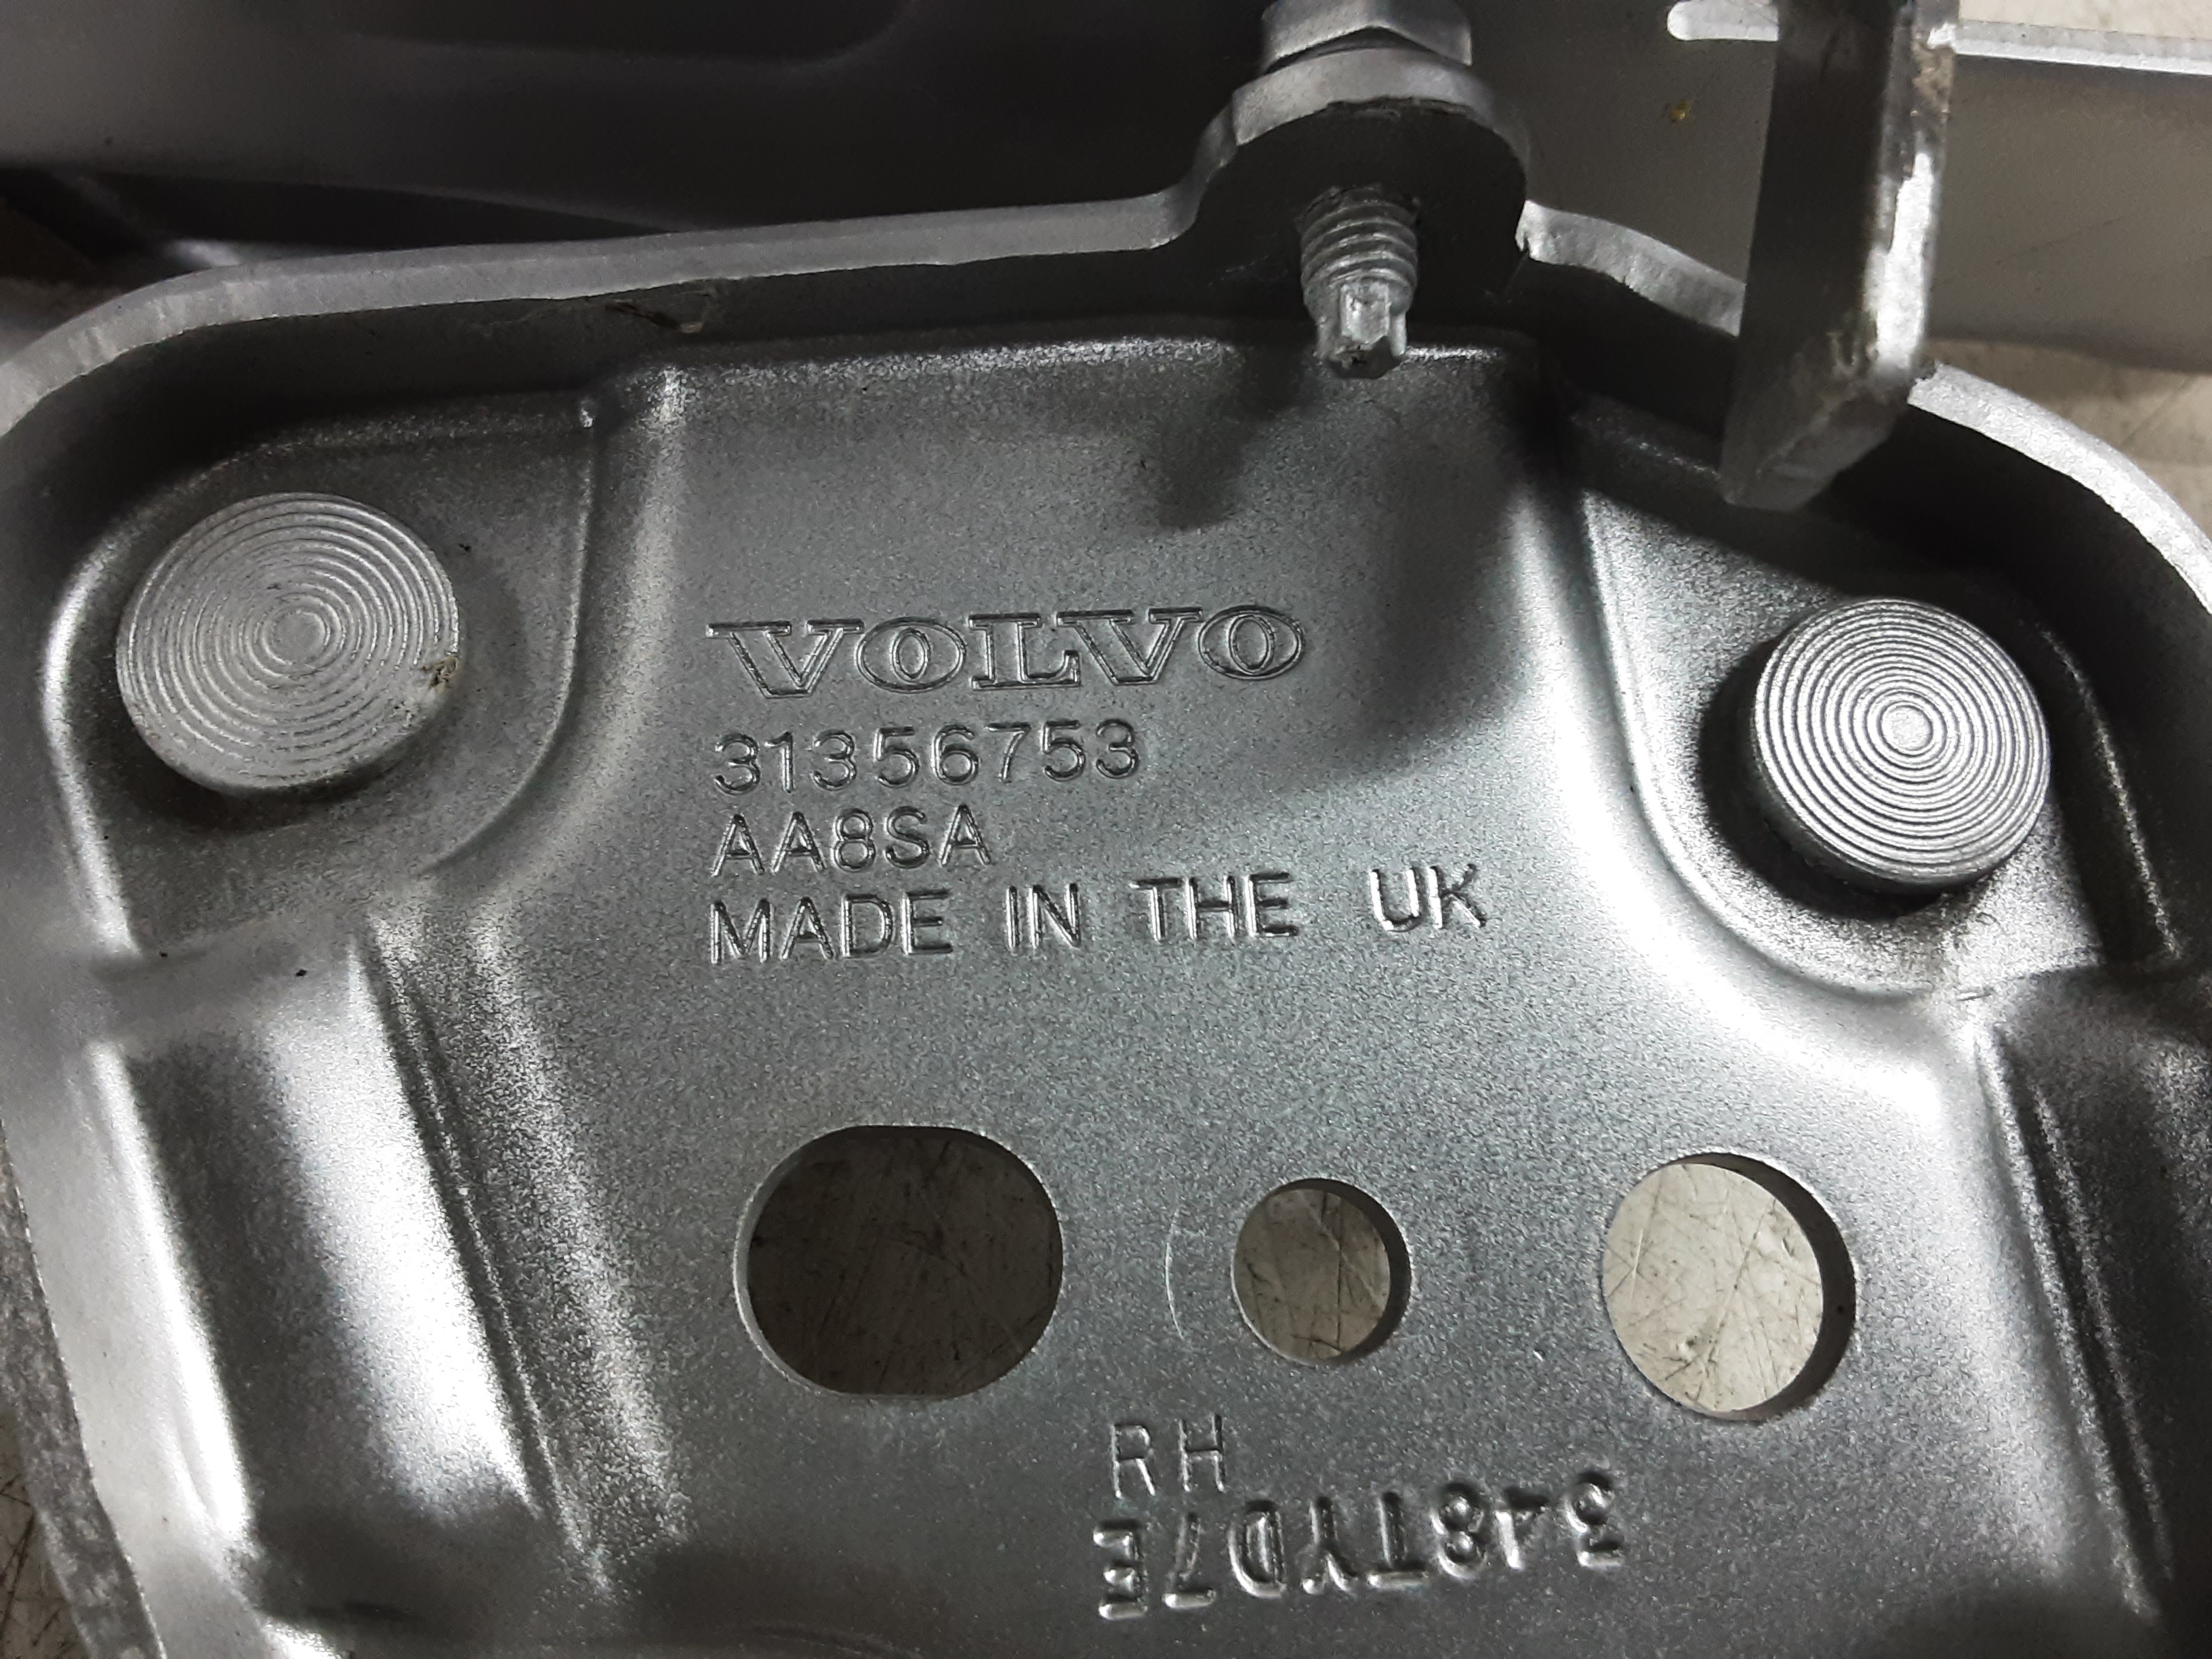 VOLVO
31356753
AA8SA
MADE IN THE UK
RH
348TYD7E